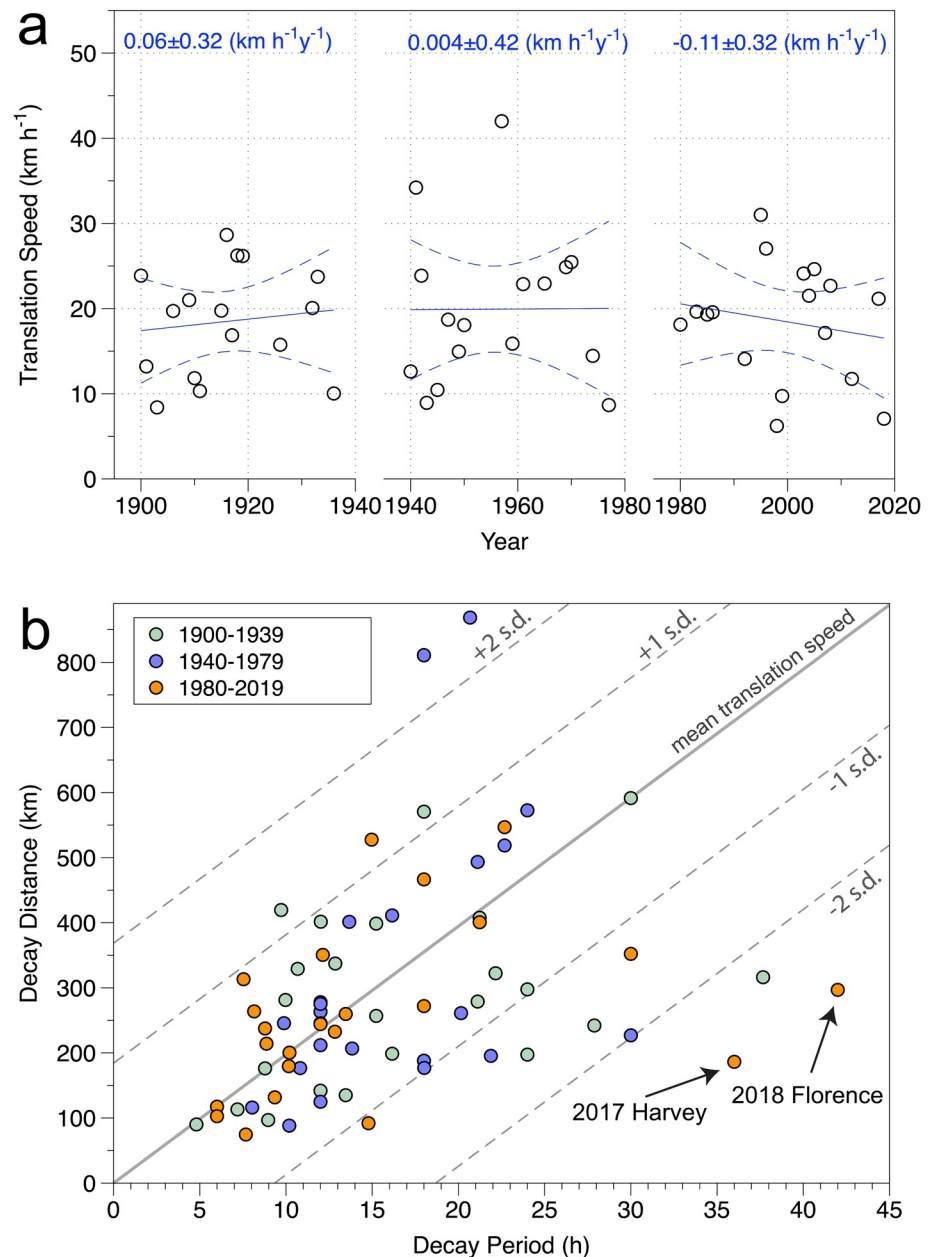 a
0.06±0.32 (km h-1y-1)
0.004±0.42 (km h-1y-1)
-0.11±0.32 (km h-1y-1)
Translation Speed (km h-1)
50
40
30
20
10
0
1900 1920 1940 1940 1960 1980 1980 2000 2020
Year
b
1900-1939
1940-1979
1980-2019
+2 s.d.
+1 s.d.
mean translation speed
-1 s.d.
-2 s.d.
Decay Distance (km)
800
700
600
500
400
300
200
100
0
2017 Harvey
2018 Florence
0 5 10 15 20 25 30 35 40 45
Decay Period (h)